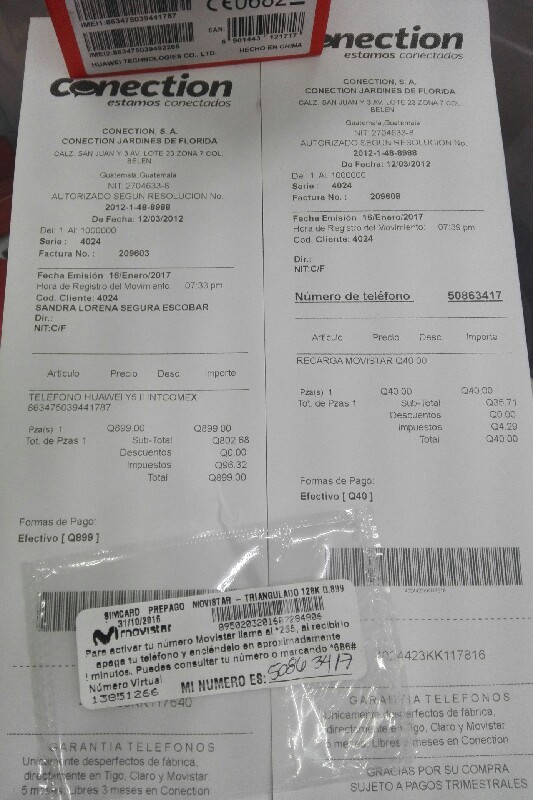 IMEI1:863475039441787
IMEI2:863475039452286
HUAWEI TECHNOLOGIES CO., LTD.
HECHO EN CHINA
EAN:
6 901443 121717
CE0682
Conection
estamos conectados
CONECTION, S. A.
CONECTION JARDINES DE FLORIDA
CALZ. SAN JUAN Y 3 AV. LOTE 23 ZONA 7 COL.
BELEN
Guatemala,Guatemala
NIT: 2704633-8
AUTORIZADO SEGUN RESOLUCION No.
2012-1-48-8988
De Fecha: 12/03/2012
Del: 1 Al: 1000000
Serie : 4024
Factura No. : 209603
Fecha Emisión 16/Enero/2017
Hora de Registro del Movimiento: 07:33 pm
Cod. Cliente: 4024
SANDRA LORENA SEGURA ESCOBAR
Dir.:
NIT:C/F
Articulo Precio Desc Importe
TELEFONO HUAWEI Y6 II INTCOMEX
863475039441787
Pza(s) 1 Q899.00 Q899.00
Tot. de Pzas 1 Sub-Total Q802.68
Descuentos Q0.00
Impuestos Q96.32
Total Q899.00
Formas de Pago:
Efectivo [ Q899 ]
GARANTIA TELEFONOS
Unicamente desperfectos de fábrica,
directamente en Tigo, Claro y Movistar
5 meses. Libres 3 meses en Conection
nection
estamos conectados
CONECTION, S. A.
CONECTION JARDINES DE FLORIDA
CALZ. SAN JUAN Y 3 AV. LOTE 23 ZONA 7 COL.
BELEN
Guatemala,Guatemala
NIT: 2704633-8
AUTORIZADO SEGUN RESOLUCION No.
2012-1-48-8988
De Fecha: 12/03/2012
Del: 1 Al: 1000000
Serie : 4024
Factura No. : 209608
Fecha Emisión 16/Enero/2017
Hora de Registro del Movimiento: 07:39 pm
Cod. Cliente: 4024
Dir.:
NIT:C/F
Número de teléfono 50863417
Articulo Precio Desc Importe
RECARGA MOVISTAR Q40.00
Pza(s) 1 Q40.00 Q40.00
Tot. de Pzas 1 Sub-Total Q35.71
Descuentos Q0.00
Impuestos Q4.29
Total Q40.00
Formas de Pago:
Efectivo [ Q40 ]
4024423KK117816
GARANTIA TELEFONOS
Unicamente desperfectos de fábrica,
directamente en Tigo, Claro y Movistar
5 meses. Libres 3 meses en Conection
GRACIAS POR SU COMPRA
SUJETO A PAGOS TRIMESTRALES
SIMCARD PREPAGO MOVISTAR - TRIANGULADO 128K 0.899
31/10/2016
movistar
Para activar tu número Movistar llama al *235, al recibirlo
apaga tu teléfono y enciéndelo en aproximadamente
! minutos. Puedes consultar tu número marcando *686#
Número Virtual
13951266
MI NUMERO ES: 5086 3417